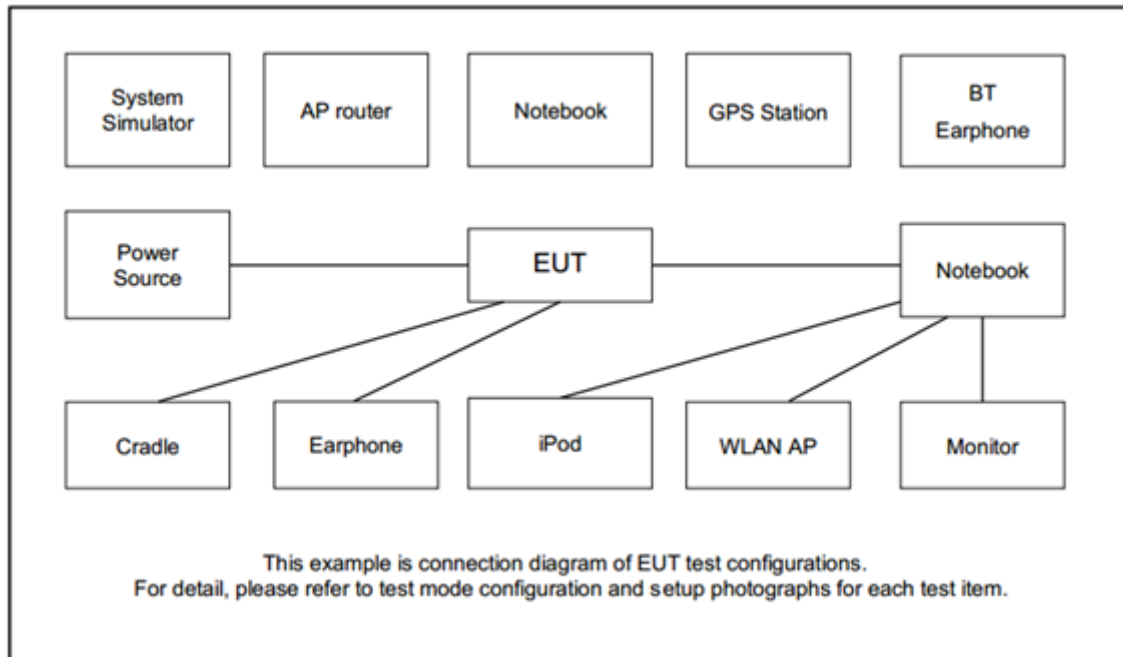 System
Simulator
AP router
Notebook
GPS Station
BT
Earphone
Power
Source
EUT
Notebook
Cradle
Earphone
iPod
WLAN AP
Monitor
This example is connection diagram of EUT test configurations.
For detail, please refer to test mode configuration and setup photographs for each test item.